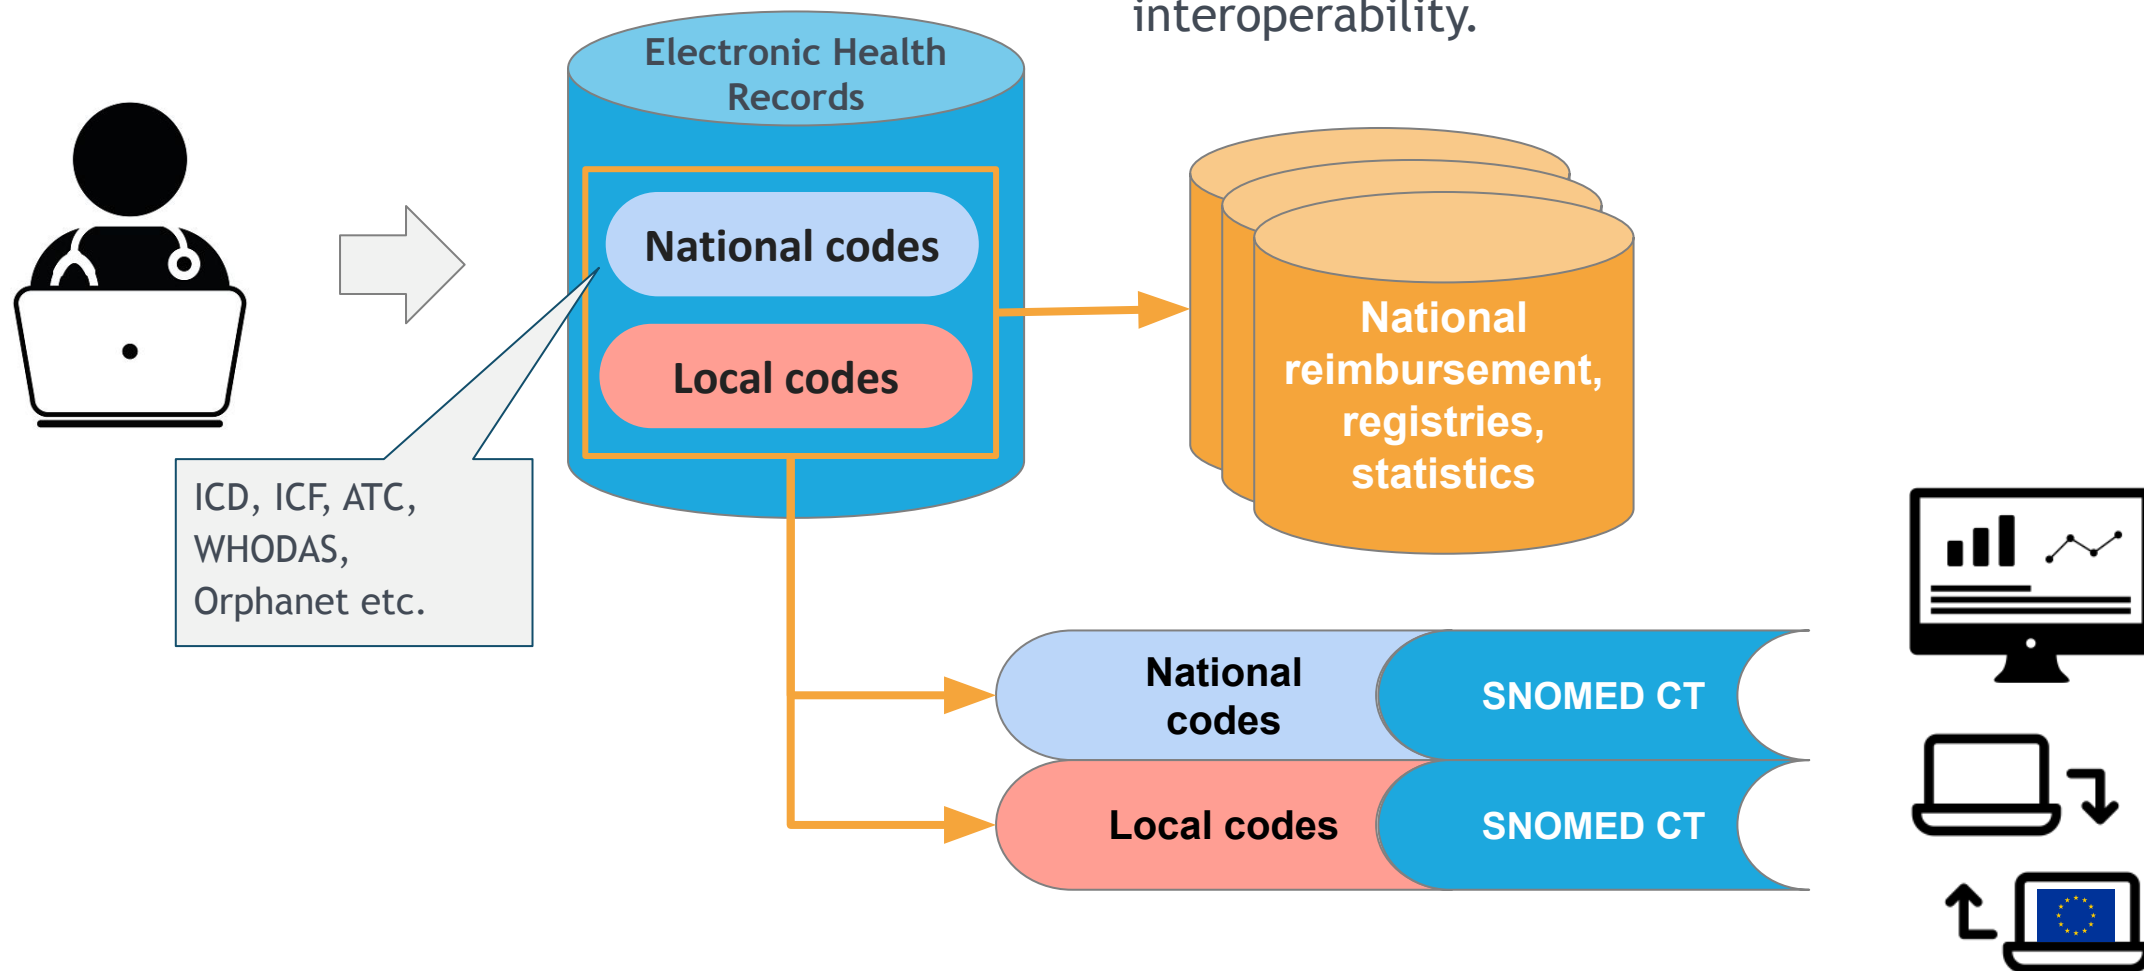 interoperability.
Electronic Health
Records
National codes
Local codes
ICD, ICF, ATC,
WHODAS,
Orphanet etc.
National
reimbursement,
registries,
statistics
National
codes
SNOMED CT
Local codes
SNOMED CT